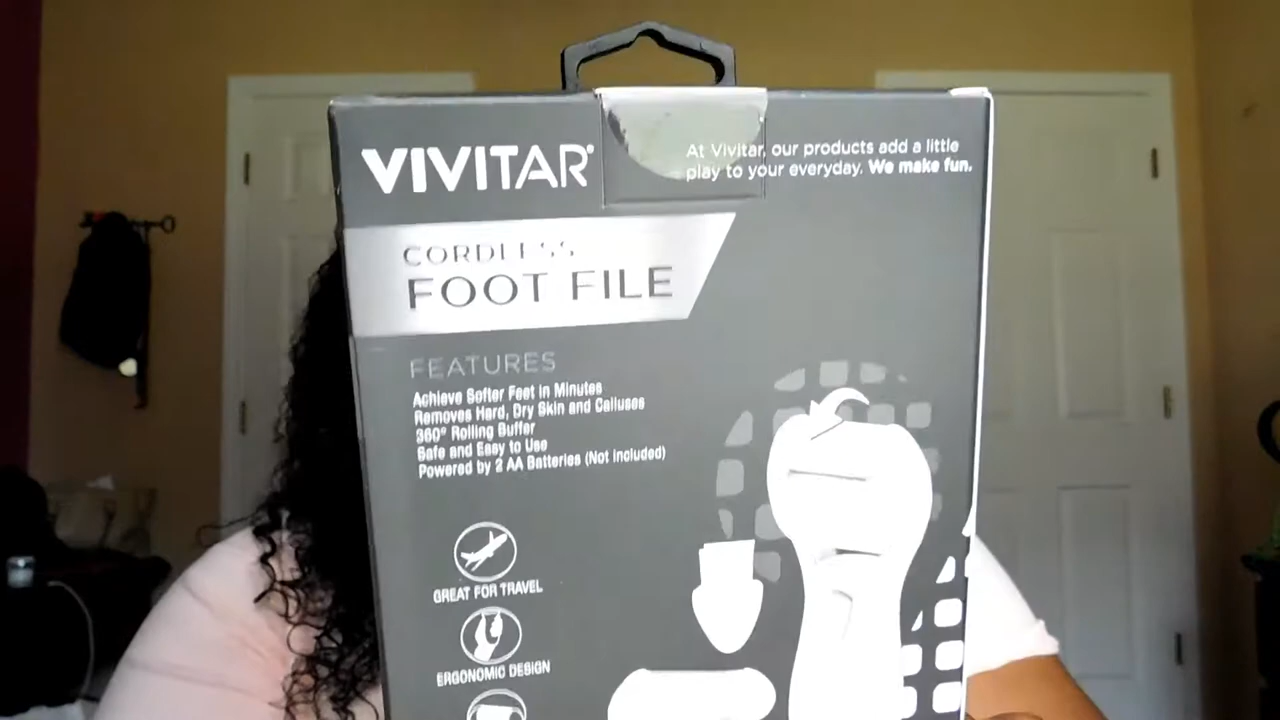 VIVITAR®
At Vivitar, our products add a little
play to your everyday. We make fun.
CORDLESS
FOOT FILE
FEATURES
Achieve Softer Feet in Minutes
Removes Hard, Dry Skin and Calluses
360° Rolling Buffer
Safe and Easy to Use
Powered by 2 AA Batteries (Not Included)
GREAT FOR TRAVEL
ERGONOMIC DESIGN